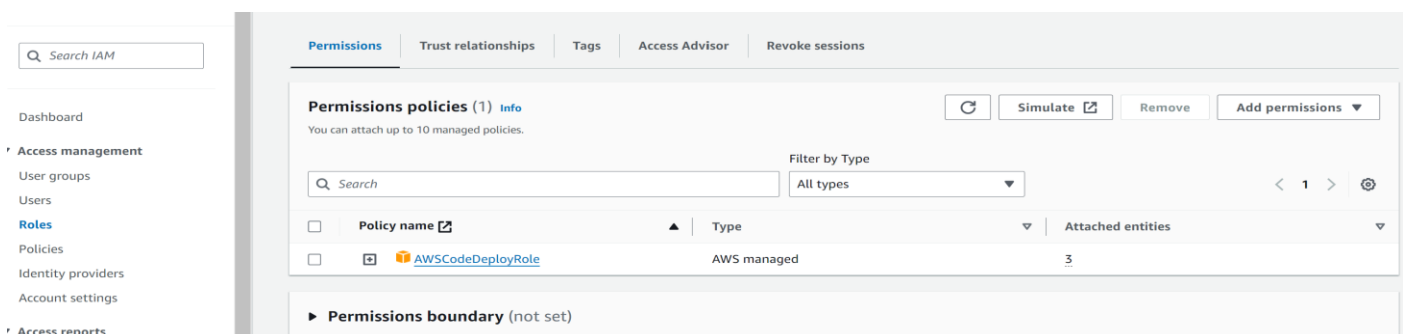 Search IAM
Dashboard
Access management
User groups
Users
Roles
Policies
Identity providers
Account settings
Access reports
Permissions
Trust relationships
Tags
Access Advisor
Revoke sessions
Permissions policies (1) Info
You can attach up to 10 managed policies.
Simulate
Remove
Add permissions
Filter by Type
Search
All types
1
Policy name
Type
Attached entities
AWSCodeDeployRole
AWS managed
3
Permissions boundary (not set)